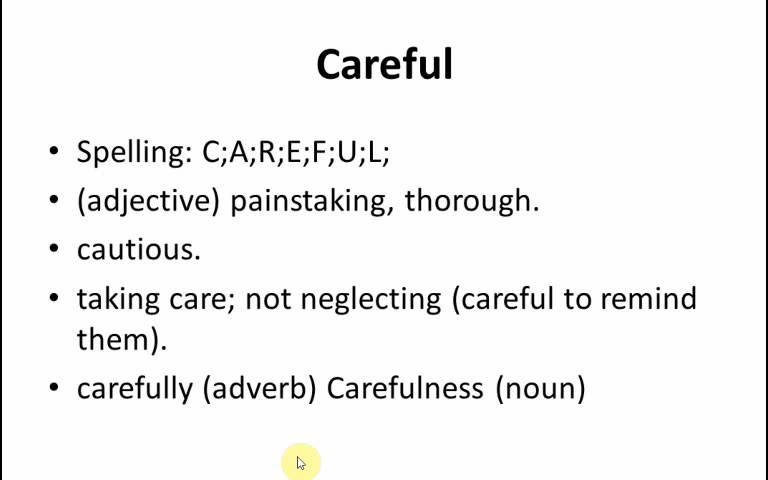 Careful
• Spelling: C;A;R;E;F;U;L;
• (adjective) painstaking, thorough.
• cautious.
• taking care; not neglecting (careful to remind
them).
• carefully (adverb) Carefulness (noun)